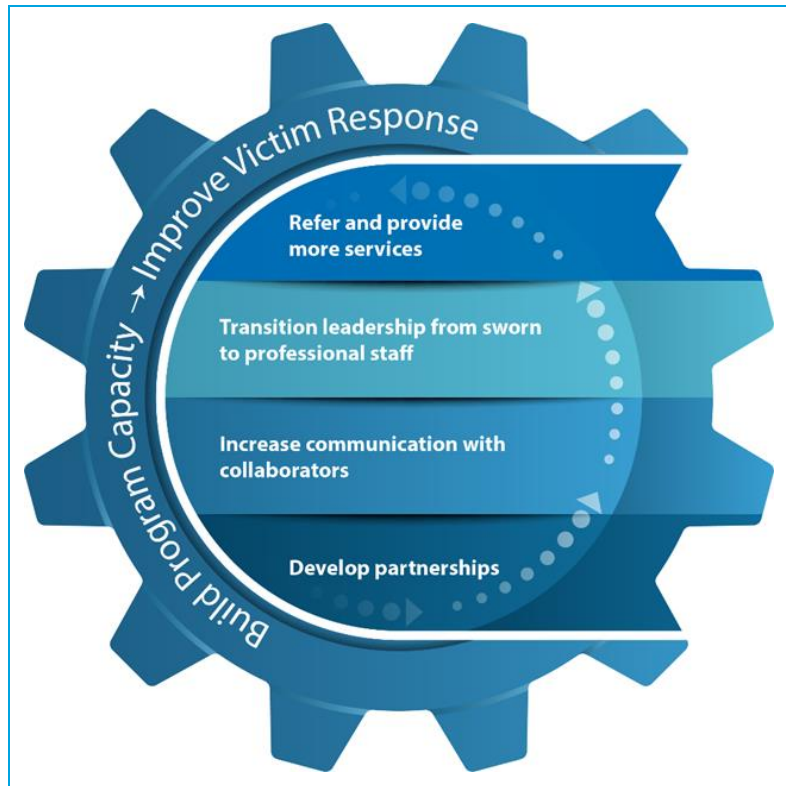 Build Program Capacity → Improve Victim Response
Refer and provide
more services
Transition leadership from sworn
to professional staff
Increase communication with
collaborators
Develop partnerships